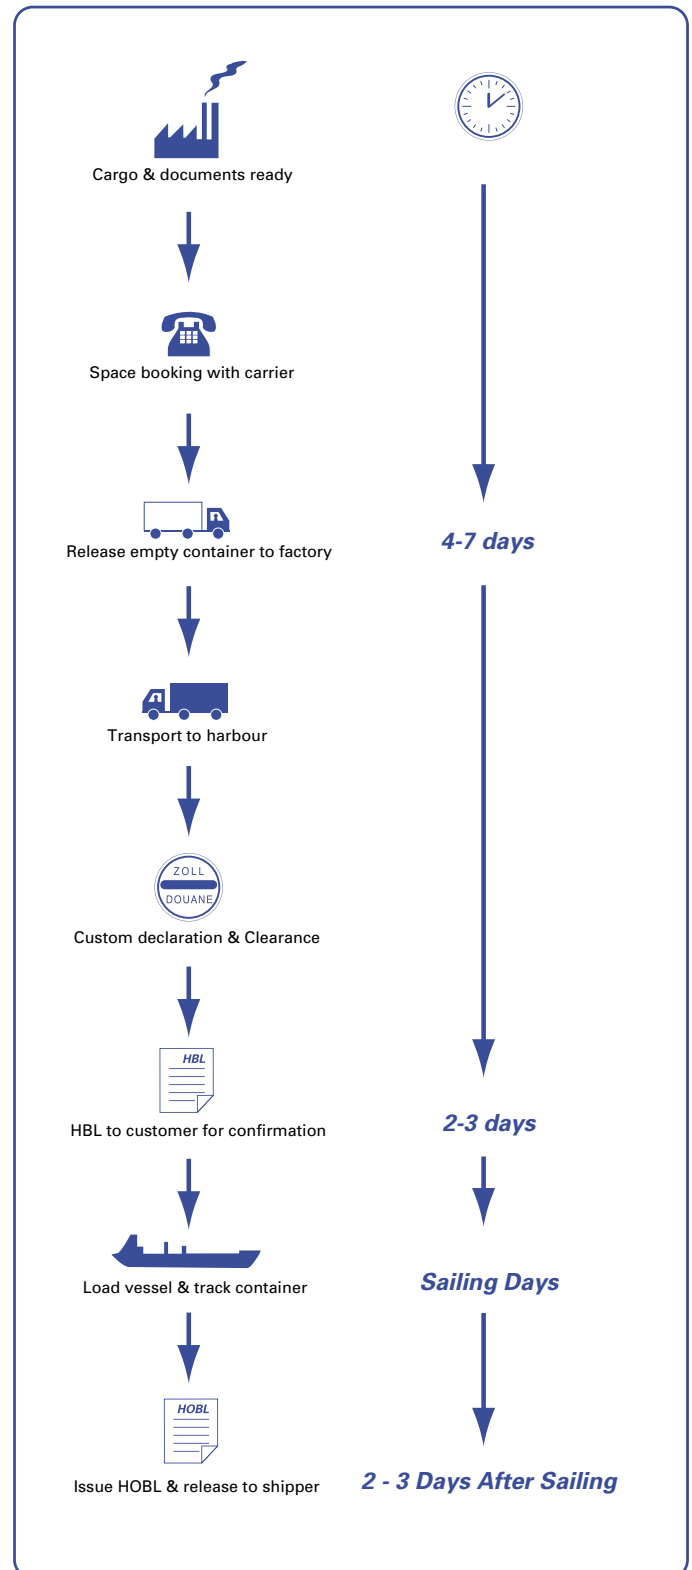 Cargo & documents ready
Space booking with carrier
Release empty container to factory
4-7 days
Transport to harbour
ZOLL
DOUANE
Custom declaration & Clearance
HBL
HBL to customer for confirmation
2-3 days
Load vessel & track container
Sailing Days
HOBL
Issue HOBL & release to shipper
2 - 3 Days After Sailing